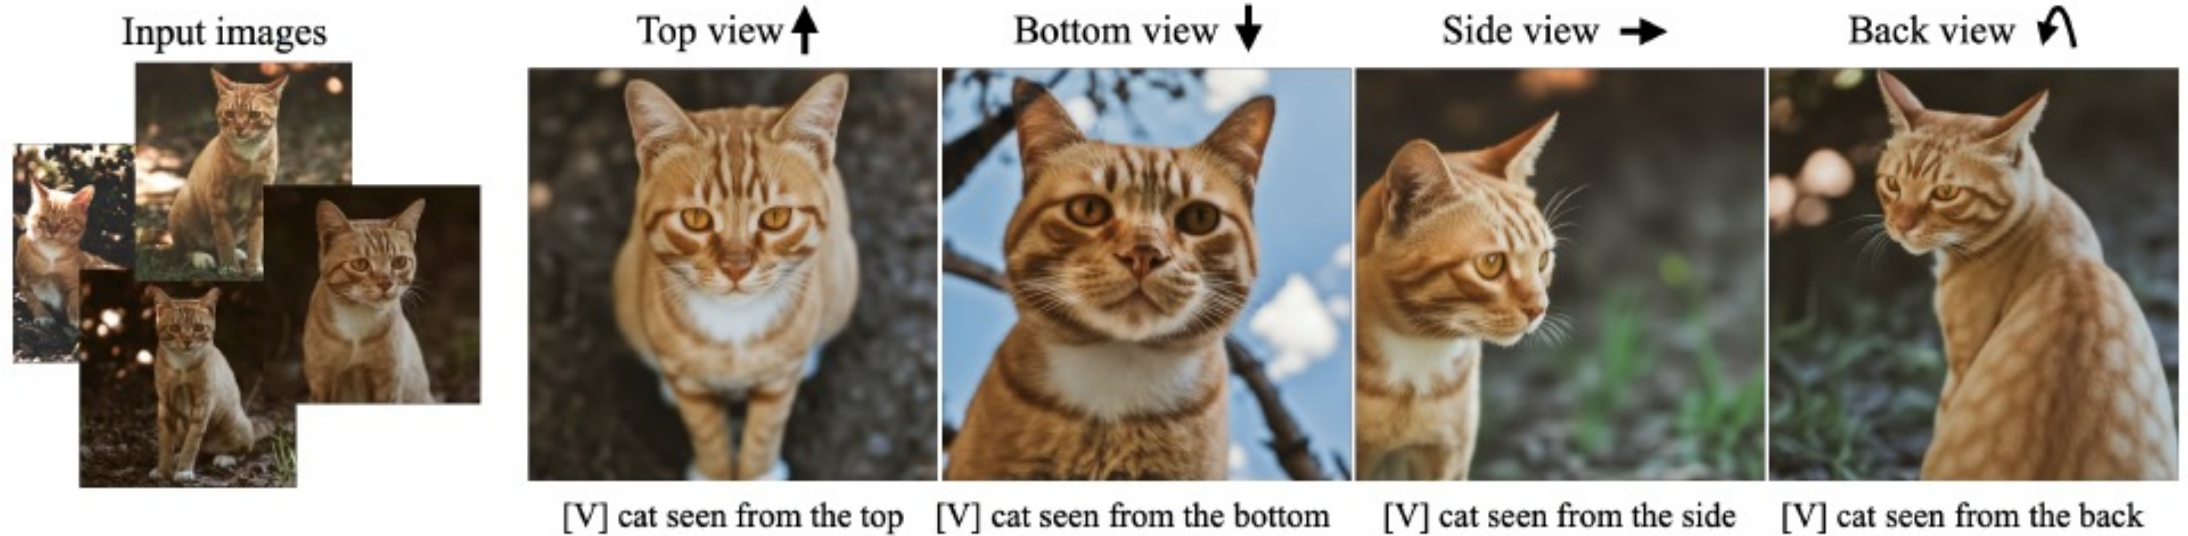 Input images
Top view
Bottom view
Side view
Back view
[V] cat seen from the top
[V] cat seen from the bottom
[V] cat seen from the side
[V] cat seen from the back